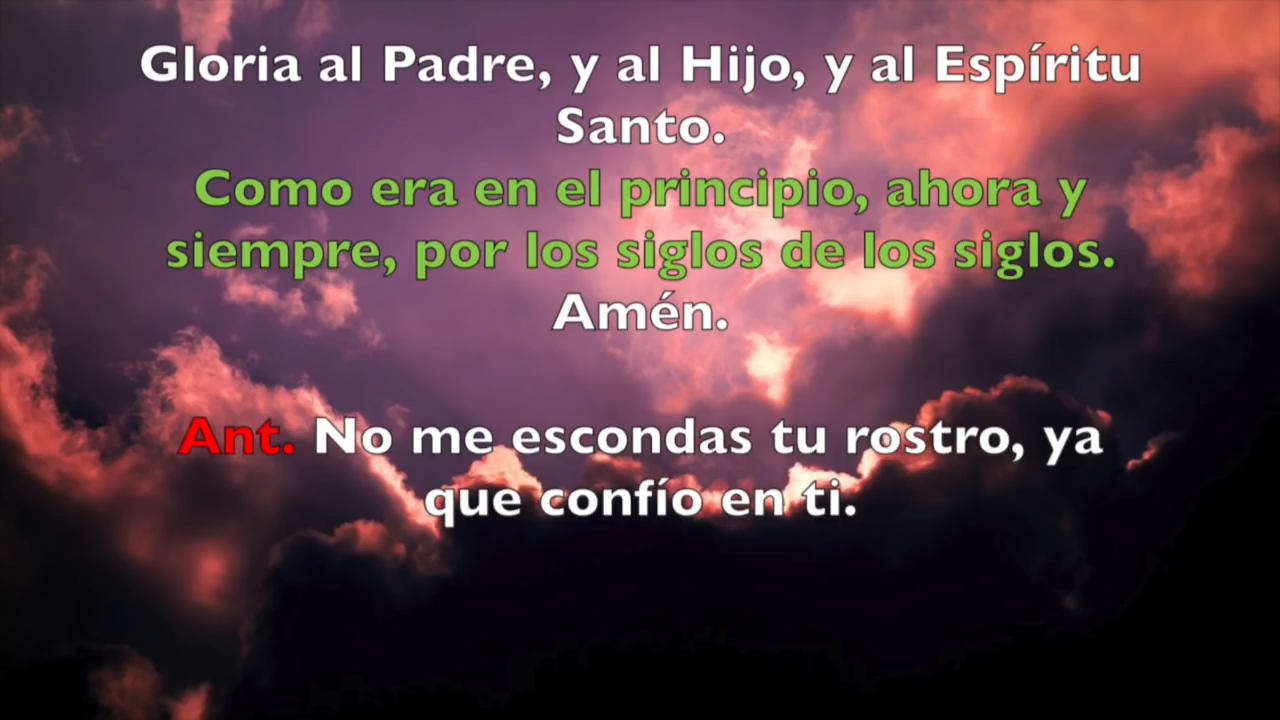 Gloria al Padre, y al Hijo, y al Espíritu
Santo.
Como era en el principio, ahora y
siempre, por los siglos de los siglos.
Amén.
Ant. No me escondas tu rostro, ya
que confío en ti.